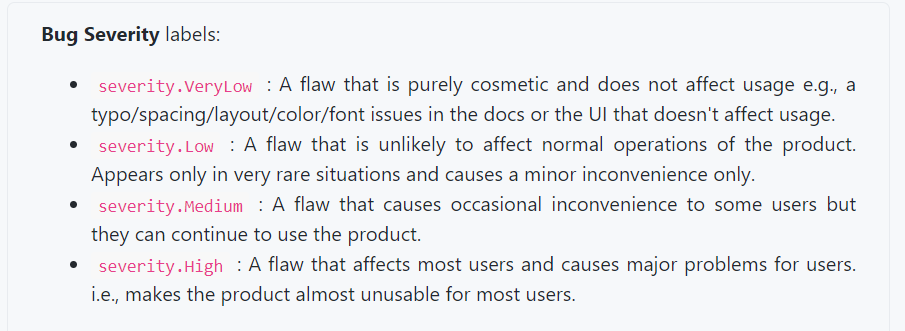 Bug Severity labels:
severity.VeryLow : A flaw that is purely cosmetic and does not affect usage e.g., a
typo/spacing/layout/color/font issues in the docs or the UI that doesn't affect usage.
severity.Low : A flaw that is unlikely to affect normal operations of the product.
Appears only in very rare situations and causes a minor inconvenience only.
severity.Medium : A flaw that causes occasional inconvenience to some users but
they can continue to use the product.
severity.High : A flaw that affects most users and causes major problems for users.
i.e., makes the product almost unusable for most users.